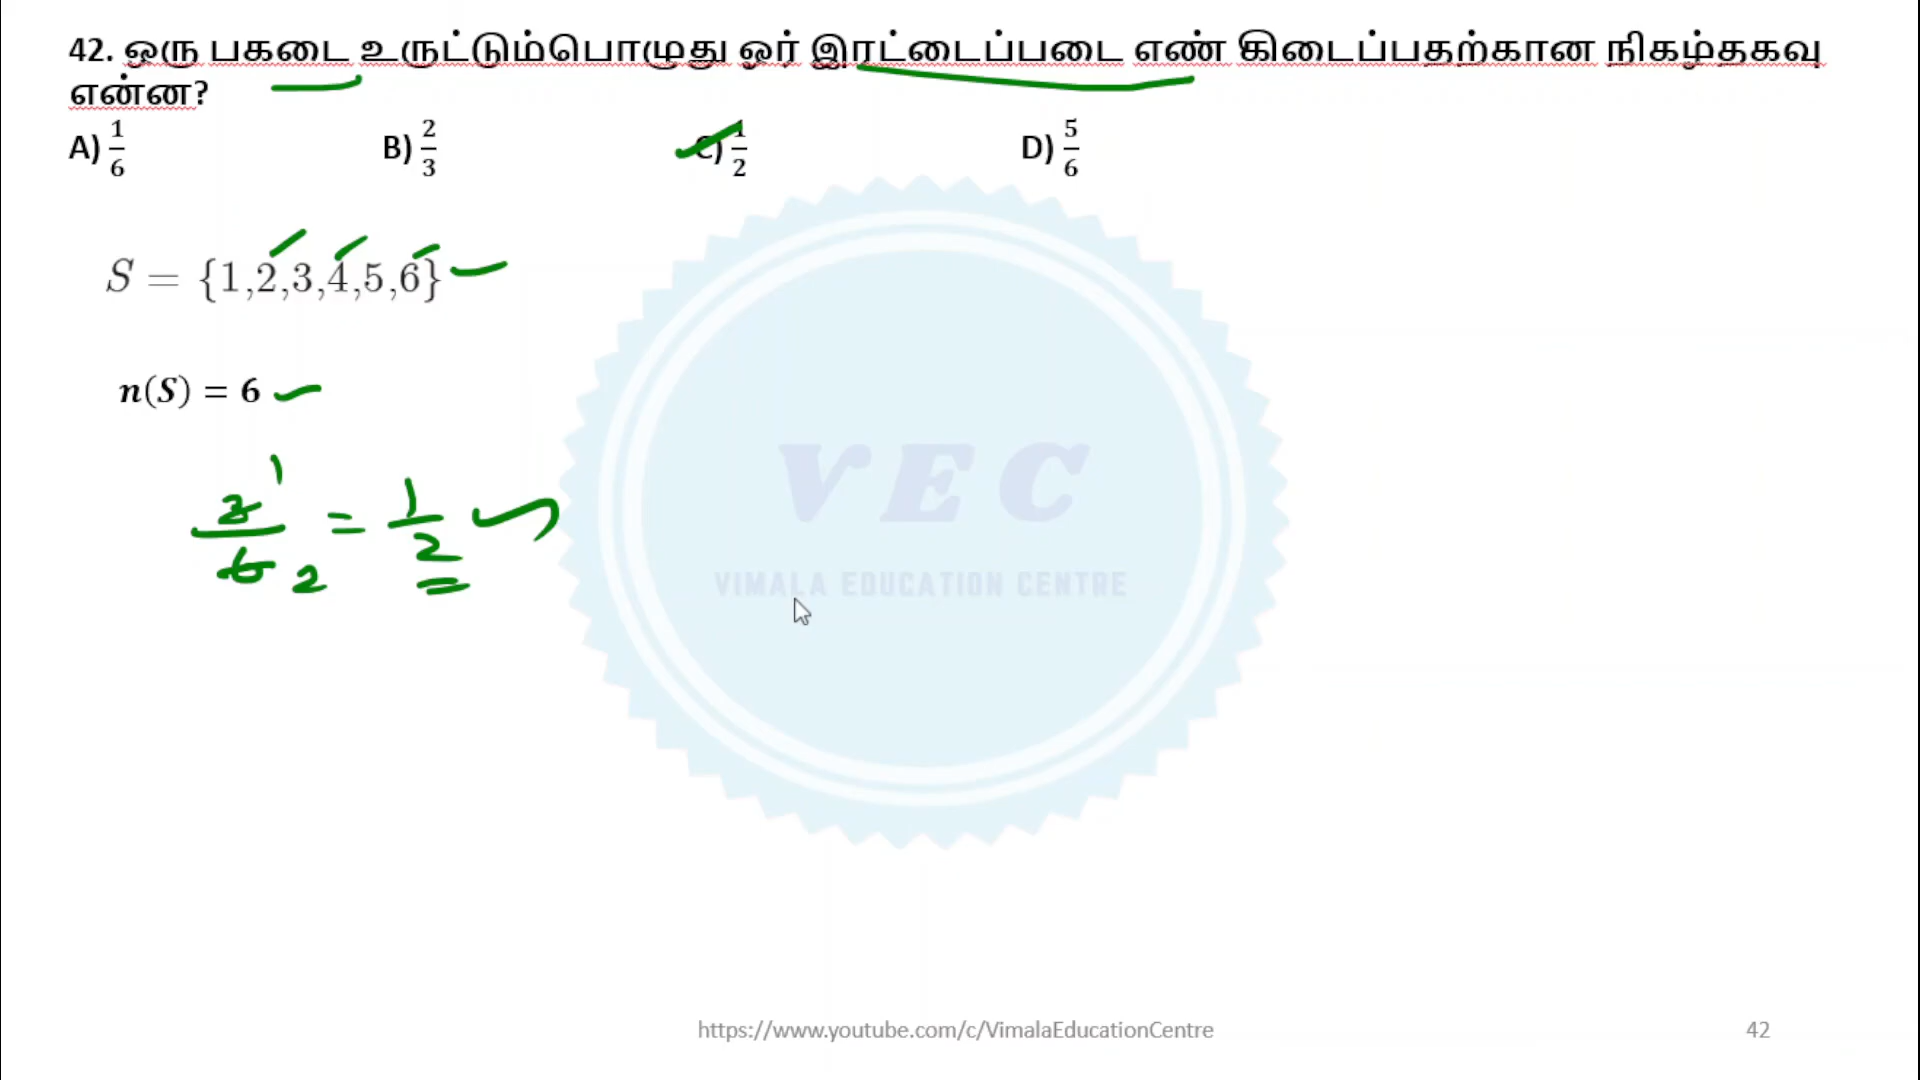 42. ஒரு பகடை உருட்டும்பொழுது ஓர் இரட்டைப்படை எண் கிடைப்பதற்கான நிகழ்தகவு
என்ன?
A) 1/6 B) 2/3 C) 1/2 D) 5/6
S = {1,2,3,4,5,6}
n(S) = 6
3/6 = 1/2
1
2
VEC
VIMALA EDUCATION CENTRE
https://www.youtube.com/c/VimalaEducationCentre 42